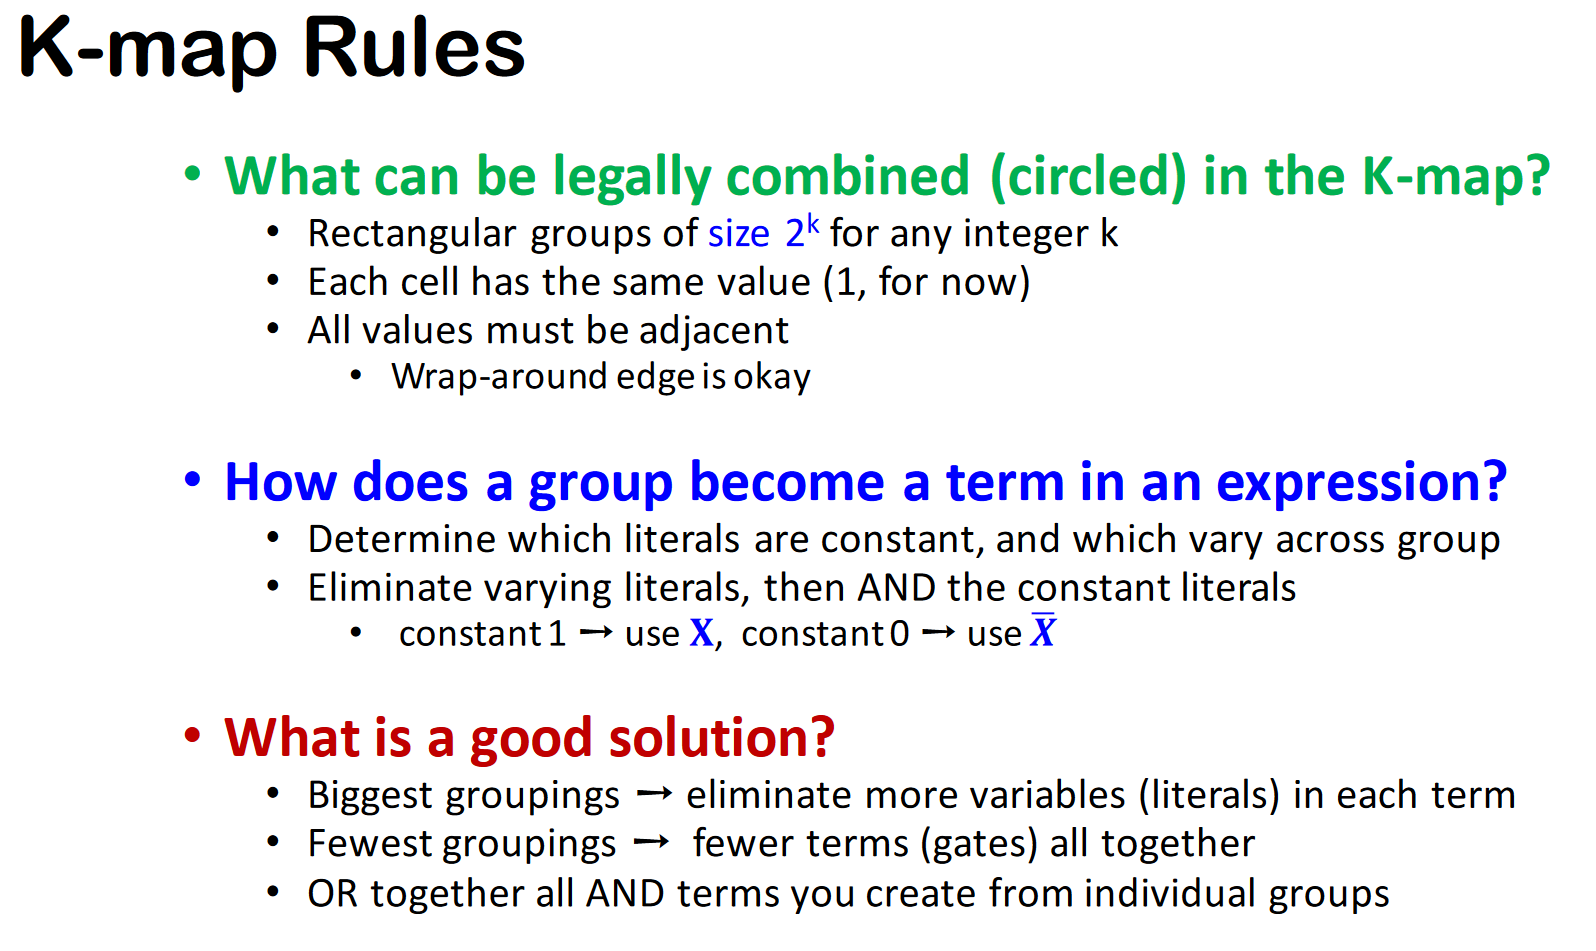 K-map Rules
• What can be legally combined (circled) in the K-map?
• Rectangular groups of size 2ᵏ for any integer k
• Each cell has the same value (1, for now)
• All values must be adjacent
• Wrap-around edge is okay
• How does a group become a term in an expression?
• Determine which literals are constant, and which vary across group
• Eliminate varying literals, then AND the constant literals
• constant 1 → use X, constant 0 → use X̅
• What is a good solution?
• Biggest groupings → eliminate more variables (literals) in each term
• Fewest groupings → fewer terms (gates) all together
• OR together all AND terms you create from individual groups